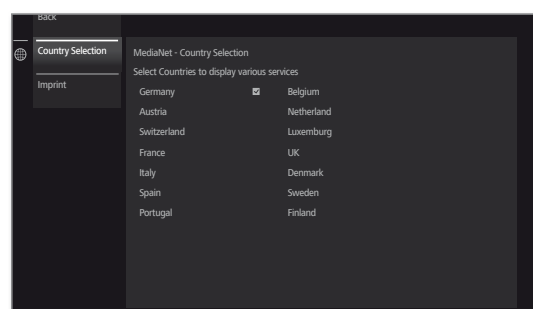 Back
Country Selection
Imprint
MediaNet - Country Selection
Select Countries to display various services
Germany
Belgium
Austria
Netherland
Switzerland
Luxemburg
France
UK
Italy
Denmark
Spain
Sweden
Portugal
Finland